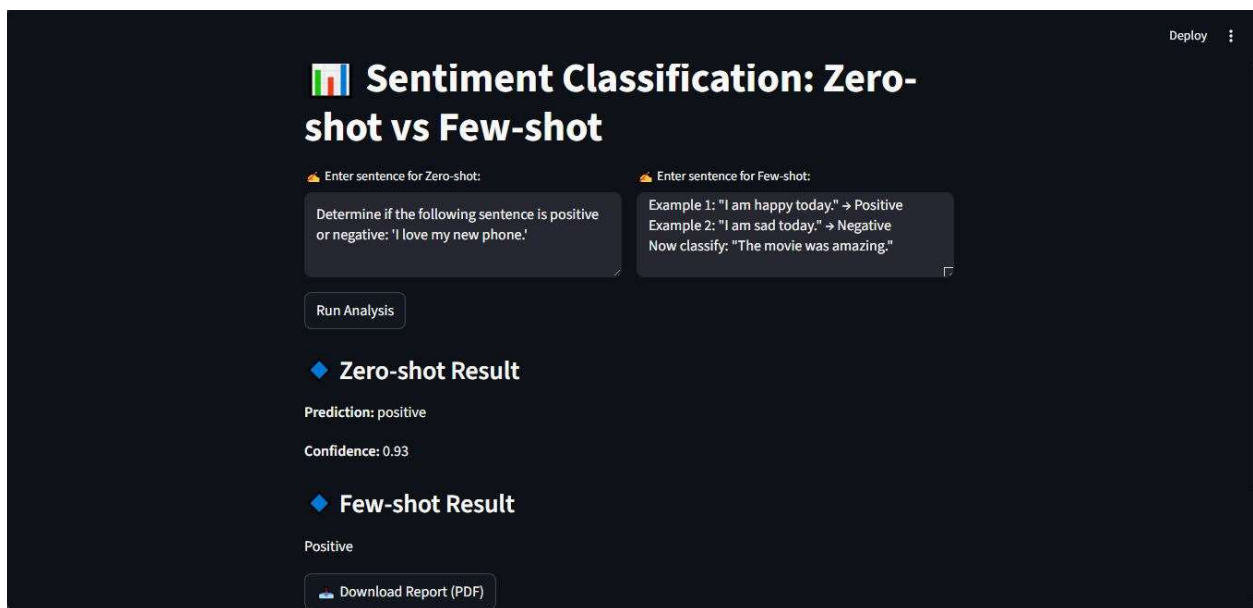 Deploy
📊 Sentiment Classification: Zero-
shot vs Few-shot
✍️ Enter sentence for Zero-shot:
Determine if the following sentence is positive
or negative: 'I love my new phone.'
✍️ Enter sentence for Few-shot:
Example 1: "I am happy today." → Positive
Example 2: "I am sad today." → Negative
Now classify: "The movie was amazing."
Run Analysis
🔷 Zero-shot Result
Prediction: positive
Confidence: 0.93
🔷 Few-shot Result
Positive
📥 Download Report (PDF)